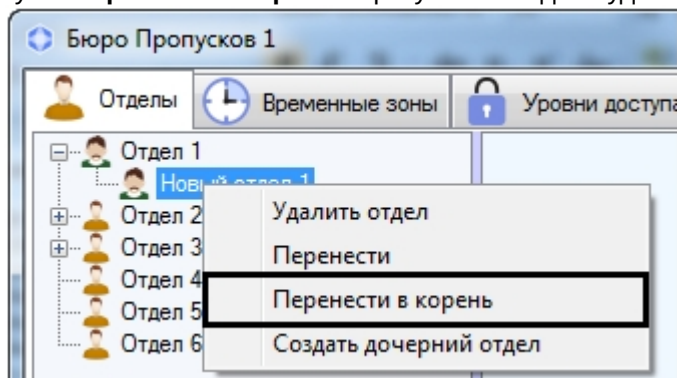 Бюро Пропусков 1
Отделы Временные зоны Уровни доступа
Отдел 1
Новый отдел 1
Отдел 2
Отдел 3
Отдел 4
Отдел 5
Отдел 6
Удалить отдел
Перенести
Перенести в корень
Создать дочерний отдел